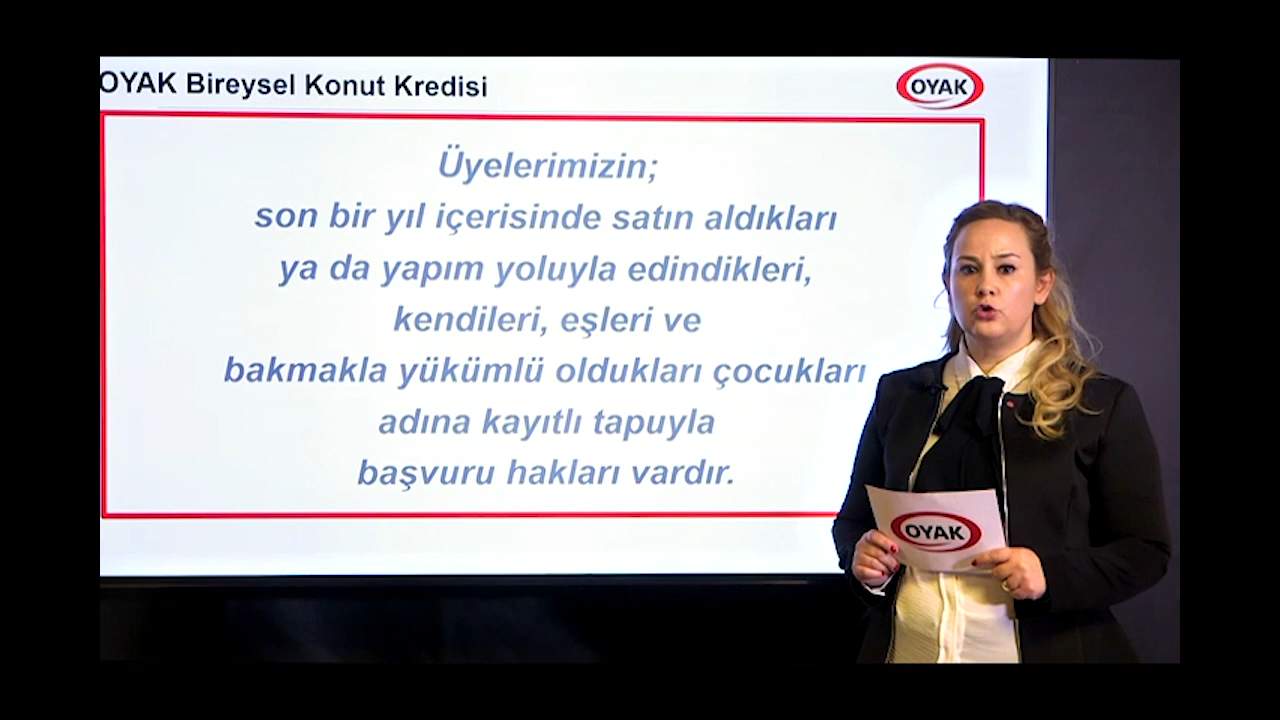 OYAK Bireysel Konut Kredisi
OYAK
Üyelerimizin;
son bir yıl içerisinde satın aldıkları
ya da yapım yoluyla edindikleri,
kendileri, eşleri ve
bakmakla yükümlü oldukları çocukları
adına kayıtlı tapuyla
başvuru hakları vardır.
OYAK